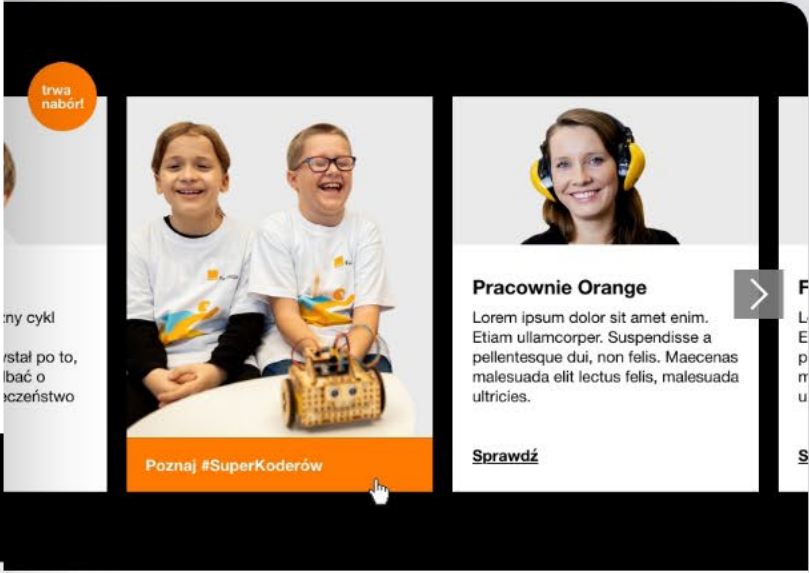 trwa
nabór!
zny cykl
ystał po to,
lbać o
eczeństwo
Poznaj #SuperKoderów
Pracownie Orange
Lorem ipsum dolor sit amet enim.
Etiam ullamcorper. Suspendisse a
pellentesque dui, non felis. Maecenas
malesuada elit lectus felis, malesuada
ultricies.
Sprawdź
F
L
E
p
m
u
S